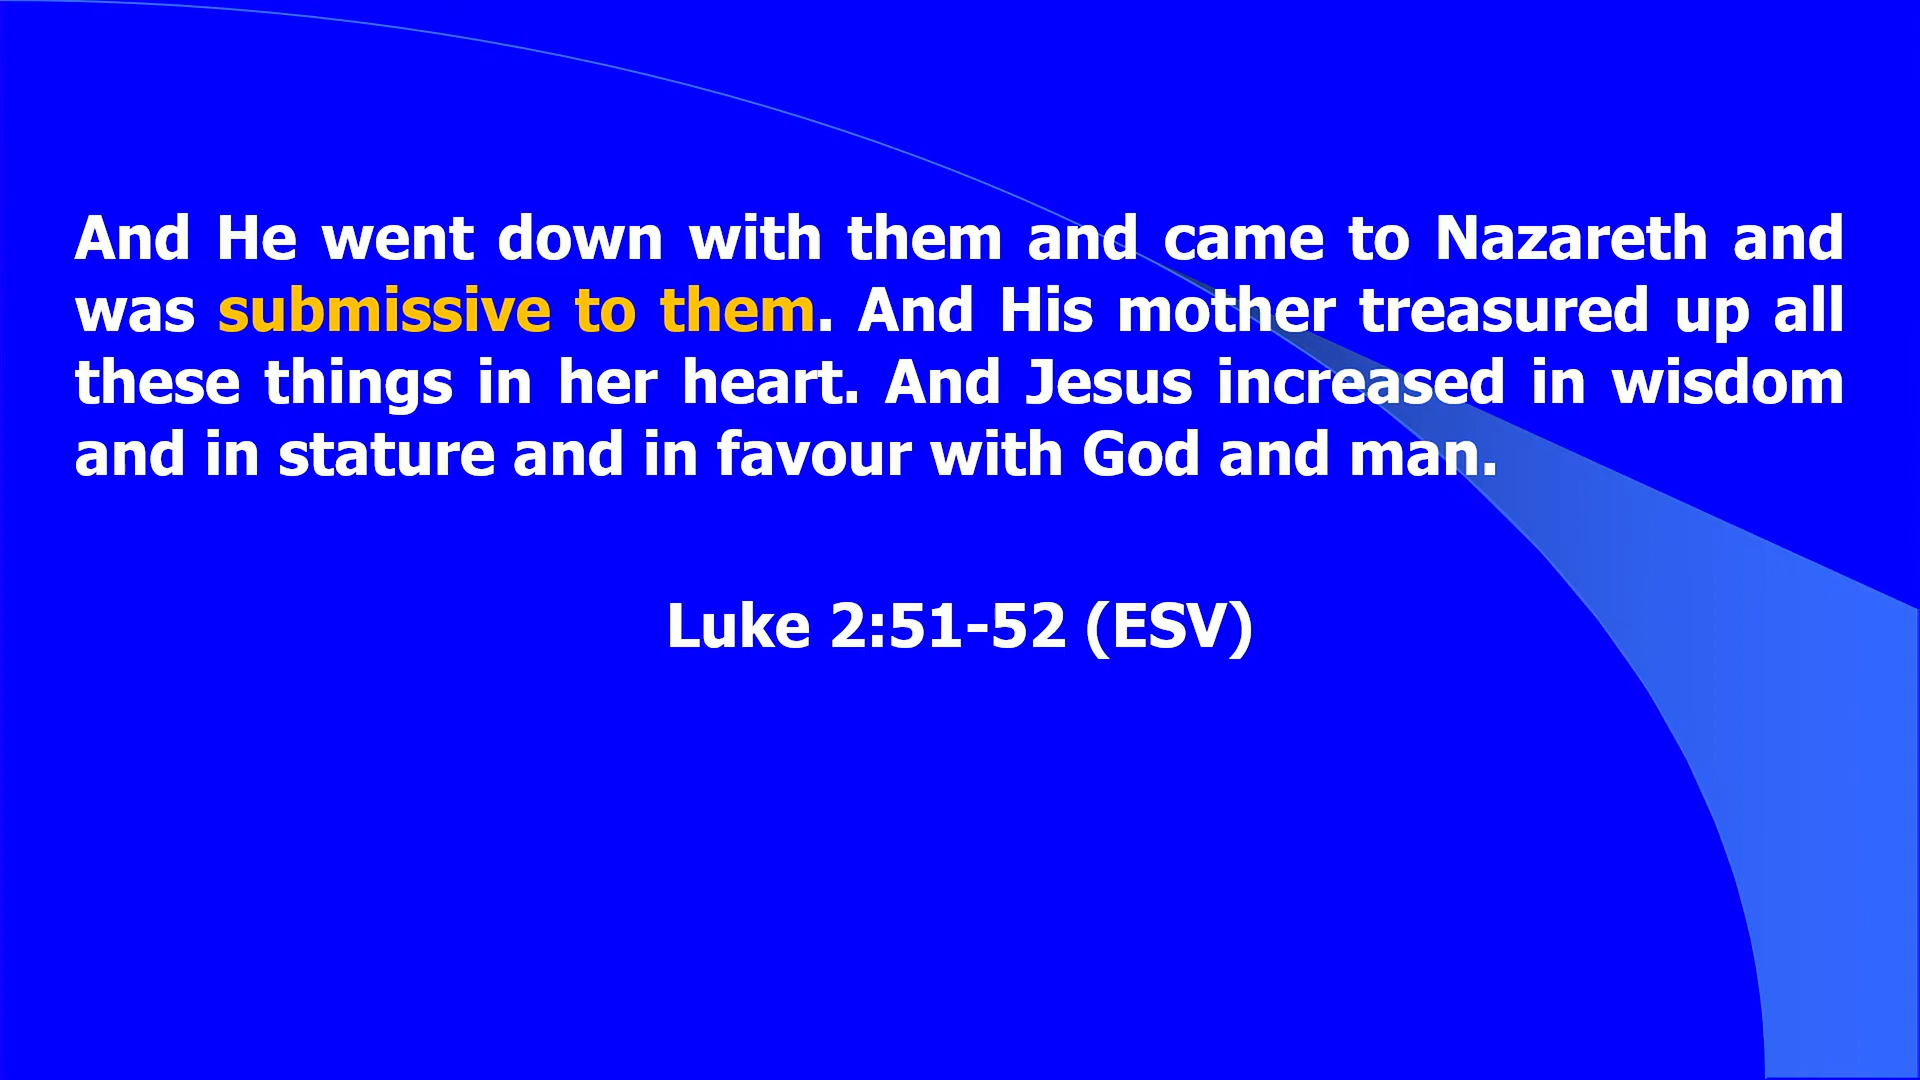 And He went down with them and came to Nazareth and
was submissive to them. And His mother treasured up all
these things in her heart. And Jesus increased in wisdom
and in stature and in favour with God and man.
Luke 2:51-52 (ESV)